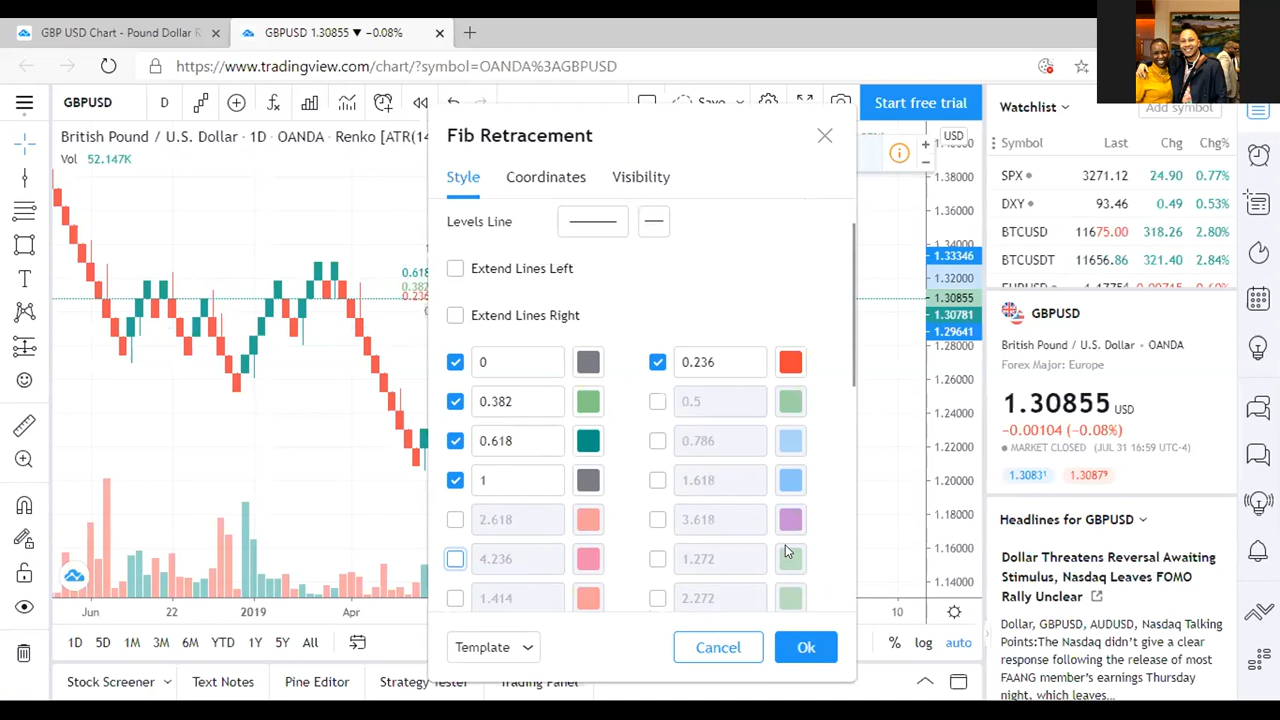 GBP USD Chart - Pound Dollar R
GBPUSD 1.30855 ▼ −0.08%
https://www.tradingview.com/chart/?symbol=OANDA%3AGBPUSD
GBPUSD
D
Save
Start free trial
British Pound / U.S. Dollar · 1D · OANDA · Renko [ATR(14
Vol 52.147K
Fib Retracement
Style
Coordinates
Visibility
Levels Line
Extend Lines Left
Extend Lines Right
0
0.236
0.382
0.5
0.618
0.786
1
1.618
2.618
3.618
4.236
1.272
1.414
2.272
Template
Cancel
Ok
0.618
0.382
0.236
Jun
22
2019
Apr
10
USD
1.38000
1.36000
1.34000
1.33346
1.32000
1.30855
1.30781
1.29641
1.28000
1.26000
1.24000
1.22000
1.20000
1.18000
1.16000
1.14000
1D 5D 1M 3M 6M YTD 1Y 5Y All
% log auto
Stock Screener
Text Notes
Pine Editor
Strategy Tester
Trading Panel
Watchlist
Add symbol
Symbol Last Chg Chg%
SPX 3271.12 24.90 0.77%
DXY 93.46 0.49 0.53%
BTCUSD 11675.00 318.26 2.80%
BTCUSDT 11656.86 321.40 2.84%
GBPUSD
British Pound / U.S. Dollar • OANDA
Forex Major: Europe
1.30855 USD
−0.00104 (−0.08%)
MARKET CLOSED (JUL 31 16:59 UTC-4)
1.3083¹ 1.3087⁹
Headlines for GBPUSD
Dollar Threatens Reversal Awaiting
Stimulus, Nasdaq Leaves FOMO
Rally Unclear
Dollar, GBPUSD, AUDUSD, Nasdaq Talking
Points:The Nasdaq didn’t give a clear
response following the release of most
FAANG member’s earnings Thursday
night, which leaves…